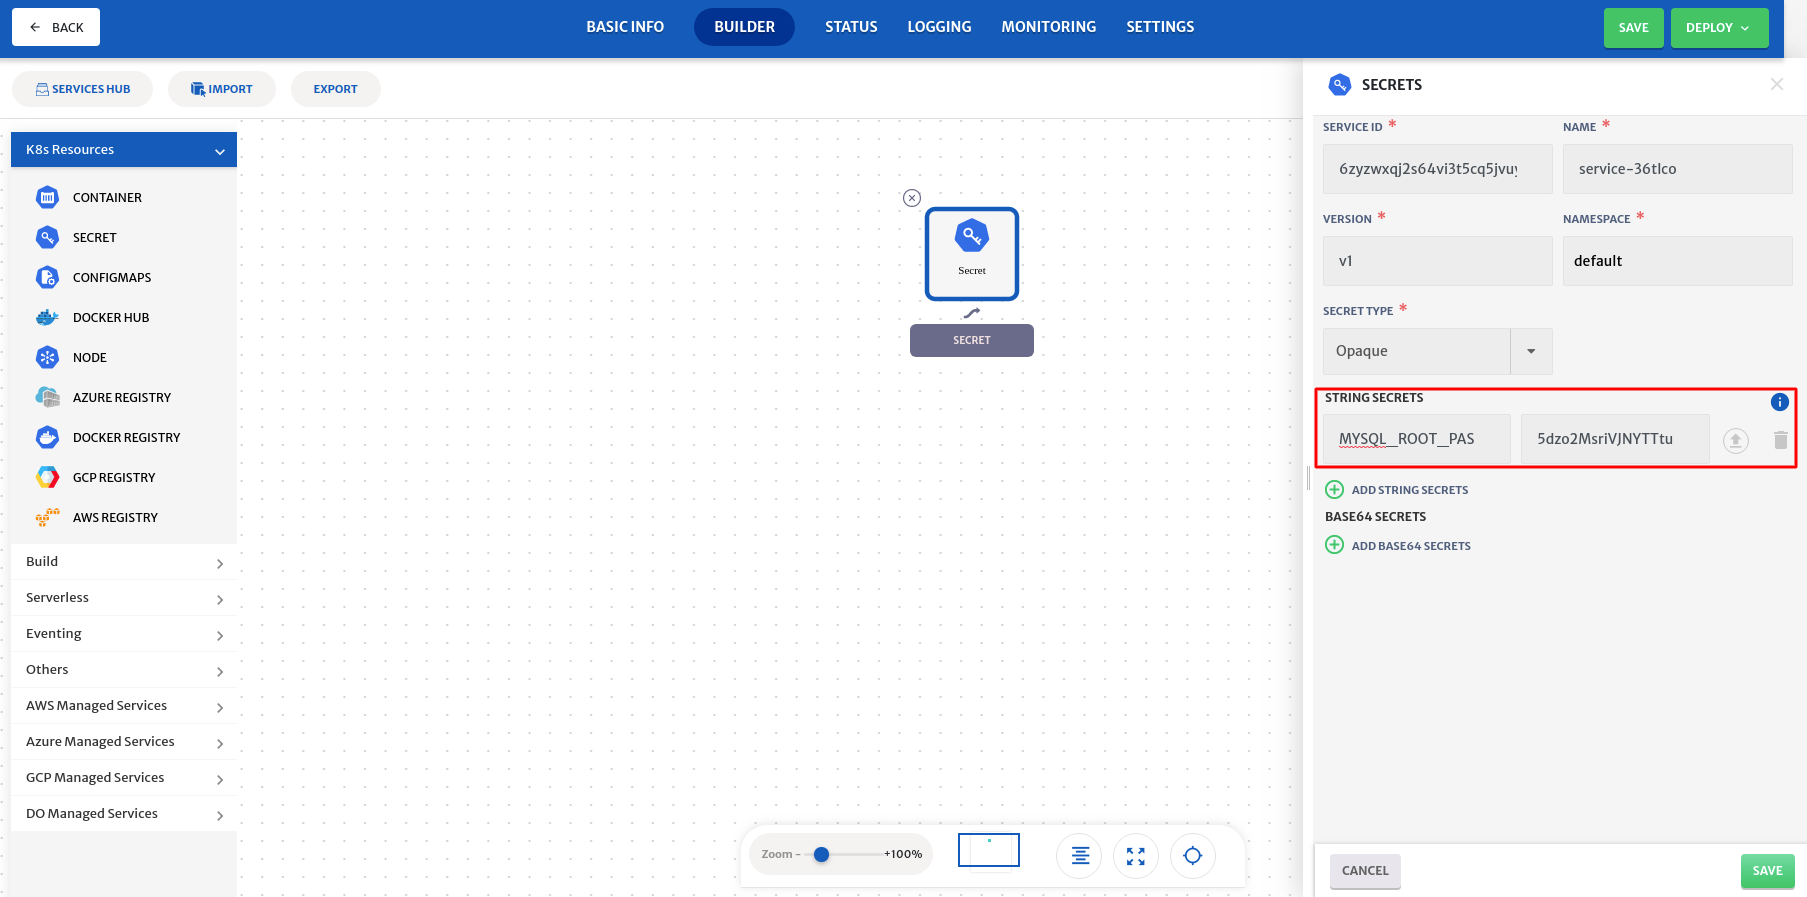 BACK
BASIC INFO
BUILDER
STATUS
LOGGING
MONITORING
SETTINGS
SAVE
DEPLOY
SERVICES HUB
IMPORT
EXPORT
K8s Resources
CONTAINER
SECRET
CONFIGMAPS
DOCKER HUB
NODE
AZURE REGISTRY
DOCKER REGISTRY
GCP REGISTRY
AWS REGISTRY
Build
Serverless
Eventing
Others
AWS Managed Services
Azure Managed Services
GCP Managed Services
DO Managed Services
Secret
SECRET
Zoom - +100%
SECRETS
SERVICE ID *
NAME *
6zyzwxqj2s64vi3t5cq5jvuy
service-36tlco
VERSION *
NAMESPACE *
v1
default
SECRET TYPE *
Opaque
STRING SECRETS
MYSQL_ROOT_PAS
5dzo2MsriVJNYTTtu
ADD STRING SECRETS
BASE64 SECRETS
ADD BASE64 SECRETS
CANCEL
SAVE